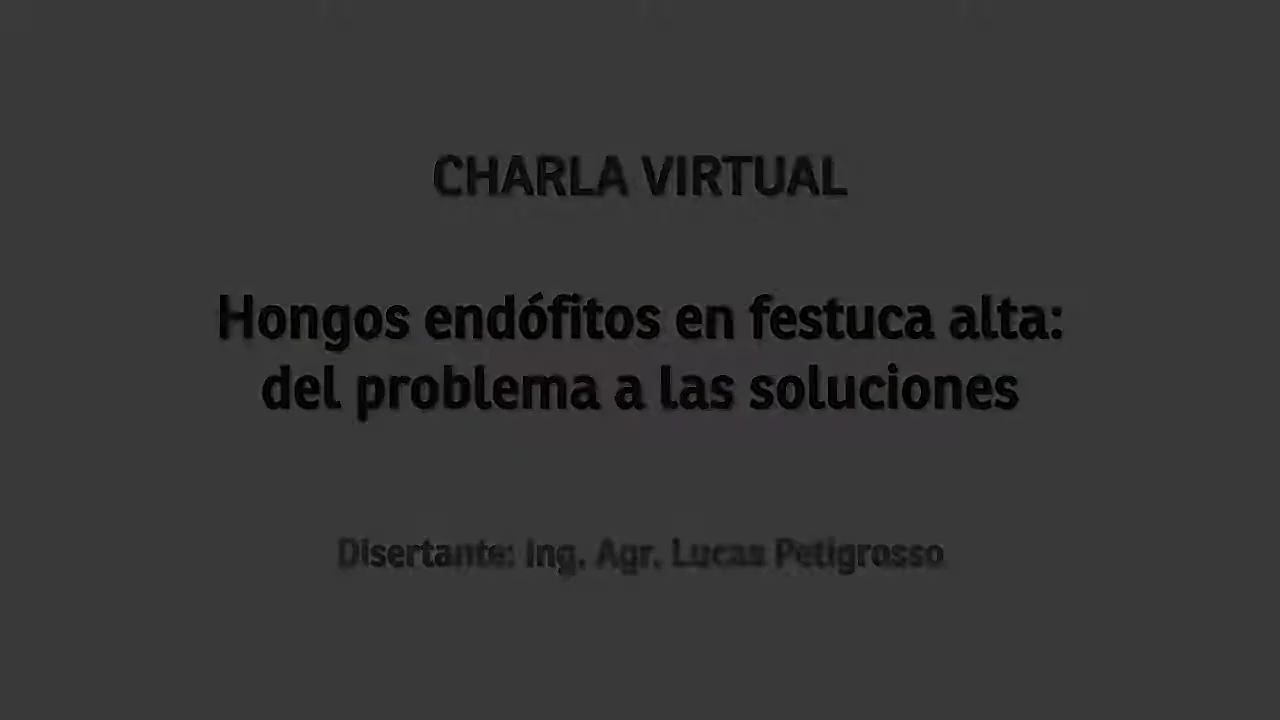 CHARLA VIRTUAL
Hongos endófitos en festuca alta:
del problema a las soluciones
Disertante: Ing. Agr. Lucas Petigrosso